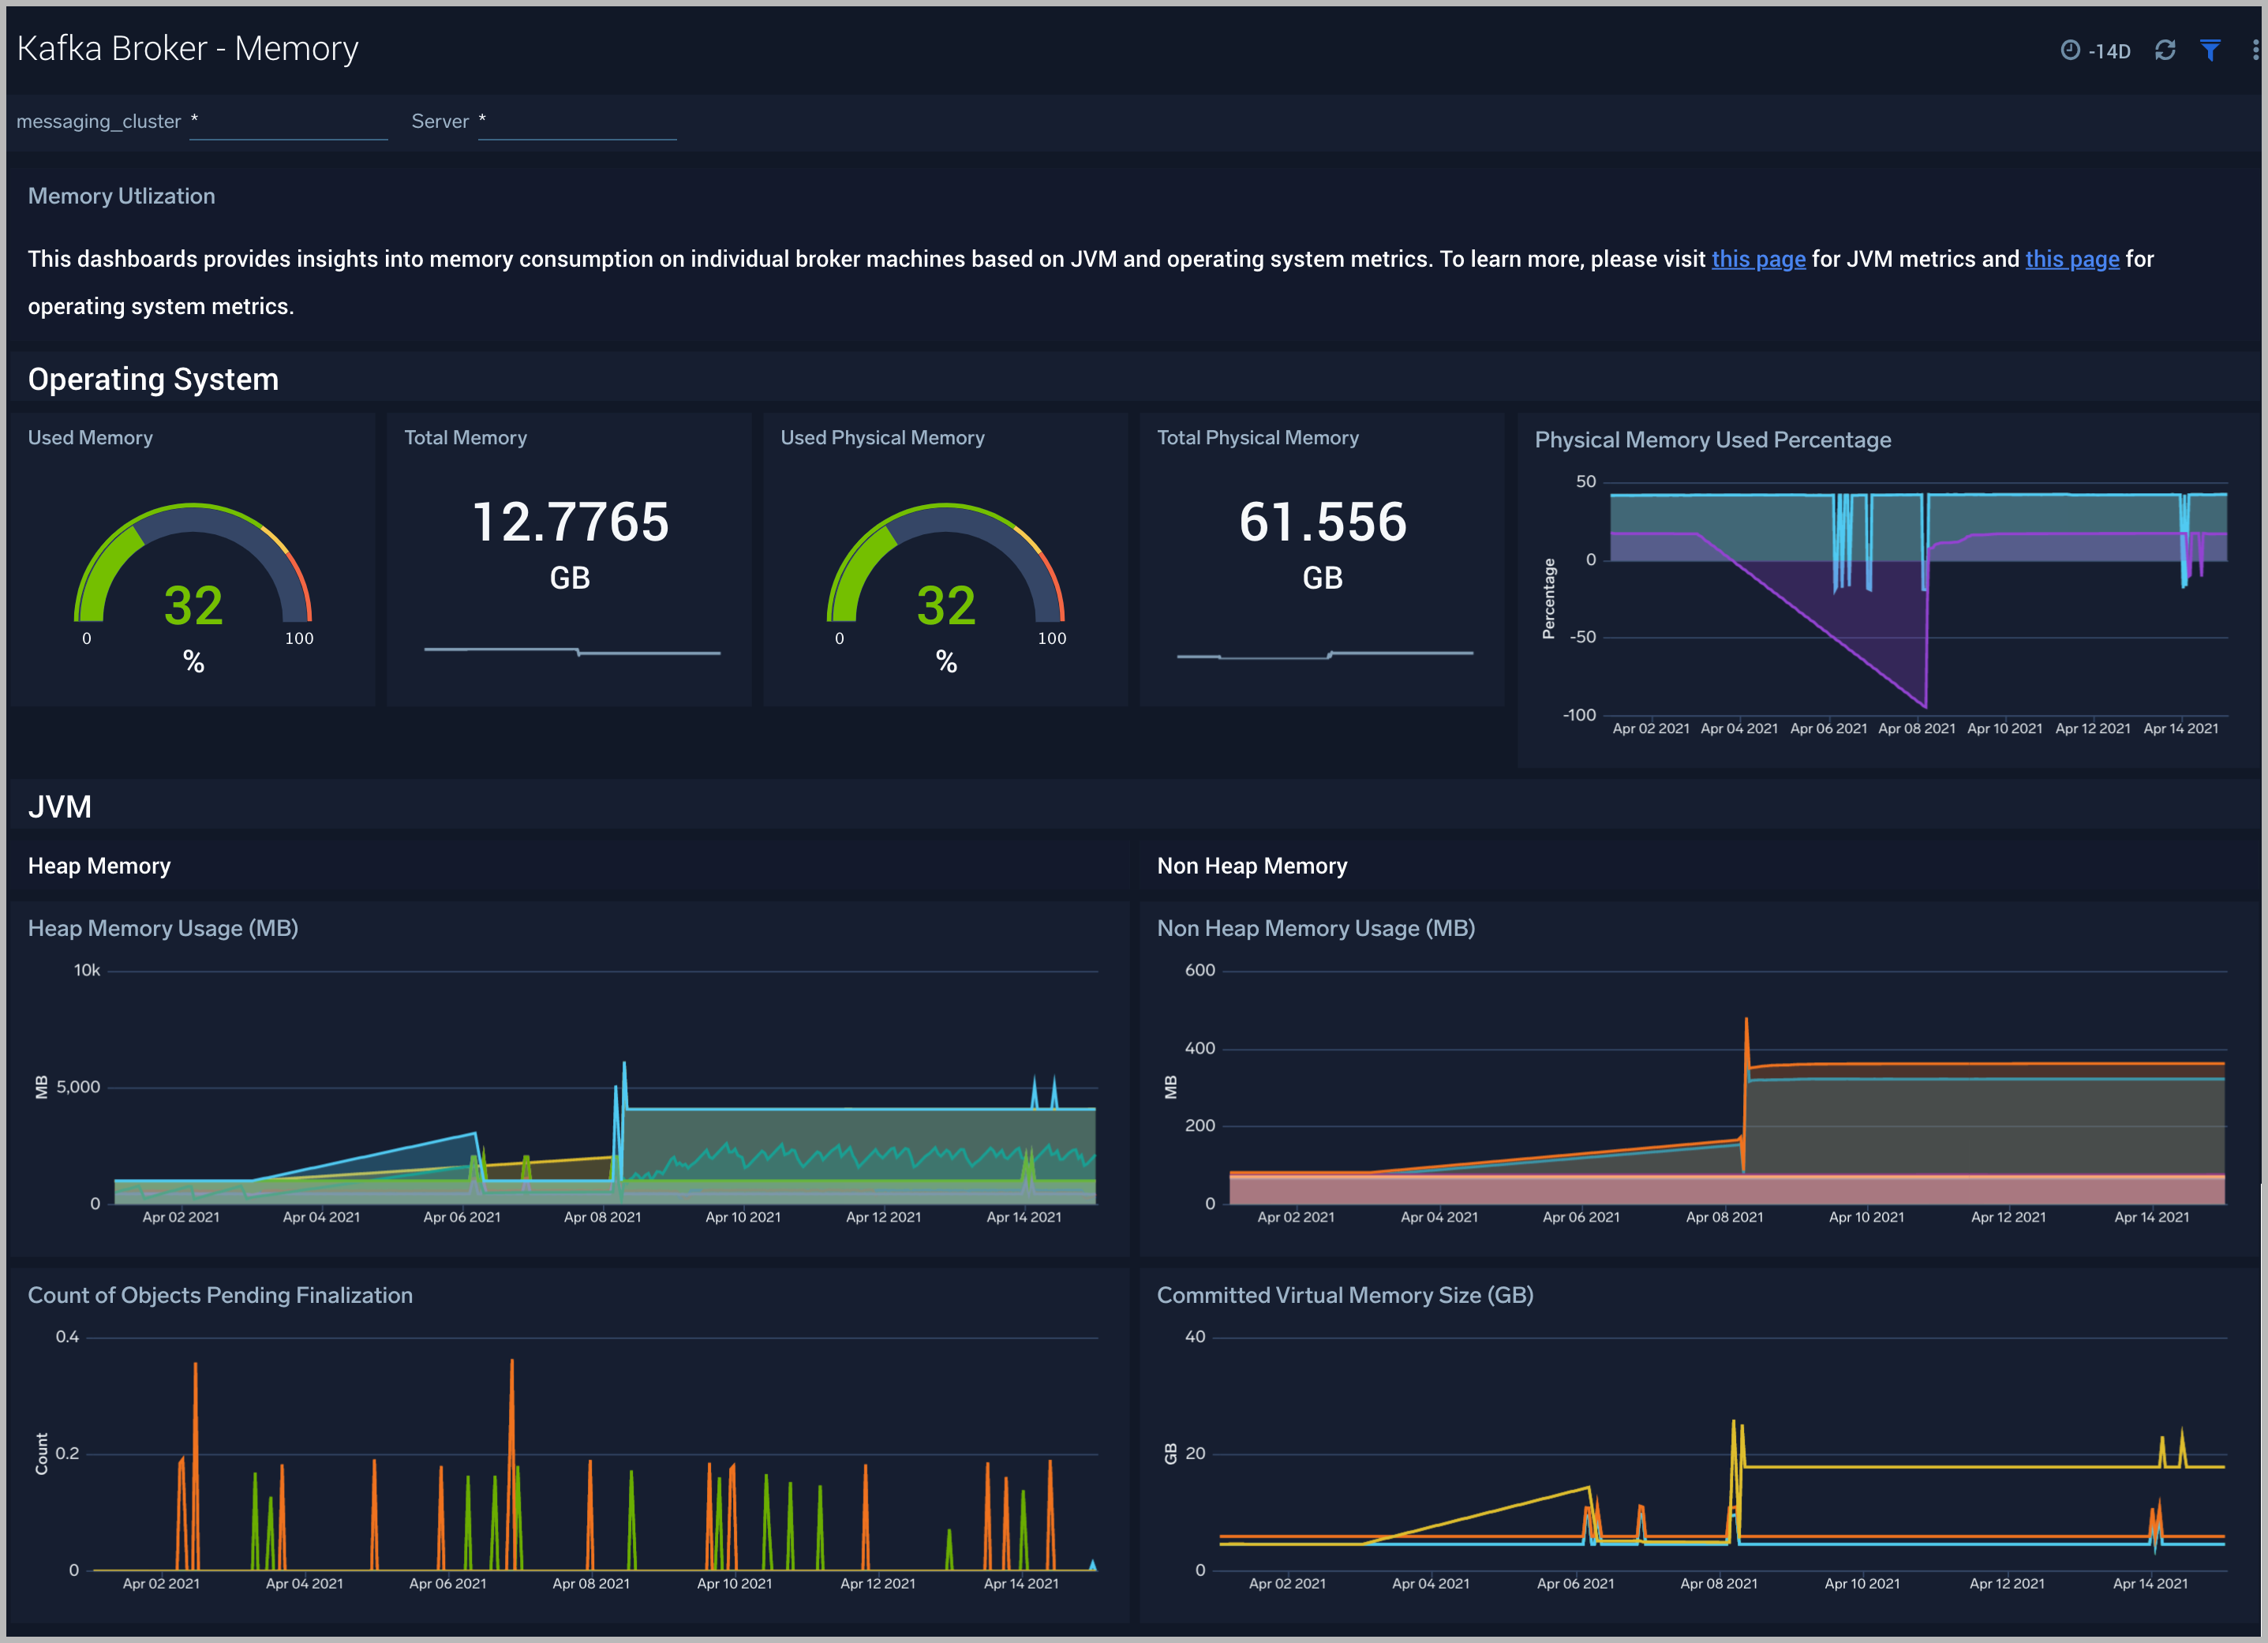 Kafka Broker - Memory
-14D
messaging_cluster *
Server *
Memory Utlization
This dashboards provides insights into memory consumption on individual broker machines based on JVM and operating system metrics. To learn more, please visit this page for JVM metrics and this page for
operating system metrics.
Operating System
Used Memory
32
0
100
%
Total Memory
12.7765
GB
Used Physical Memory
32
0
100
%
Total Physical Memory
61.556
GB
Physical Memory Used Percentage
Percentage
50
0
-50
-100
Apr 02 2021 Apr 04 2021 Apr 06 2021 Apr 08 2021 Apr 10 2021 Apr 12 2021 Apr 14 2021
JVM
Heap Memory
Non Heap Memory
Heap Memory Usage (MB)
MB
10k
5,000
0
Apr 02 2021 Apr 04 2021 Apr 06 2021 Apr 08 2021 Apr 10 2021 Apr 12 2021 Apr 14 2021
Non Heap Memory Usage (MB)
MB
600
400
200
0
Apr 02 2021 Apr 04 2021 Apr 06 2021 Apr 08 2021 Apr 10 2021 Apr 12 2021 Apr 14 2021
Count of Objects Pending Finalization
Count
0.4
0.2
0
Apr 02 2021 Apr 04 2021 Apr 06 2021 Apr 08 2021 Apr 10 2021 Apr 12 2021 Apr 14 2021
Committed Virtual Memory Size (GB)
GB
40
20
0
Apr 02 2021 Apr 04 2021 Apr 06 2021 Apr 08 2021 Apr 10 2021 Apr 12 2021 Apr 14 2021